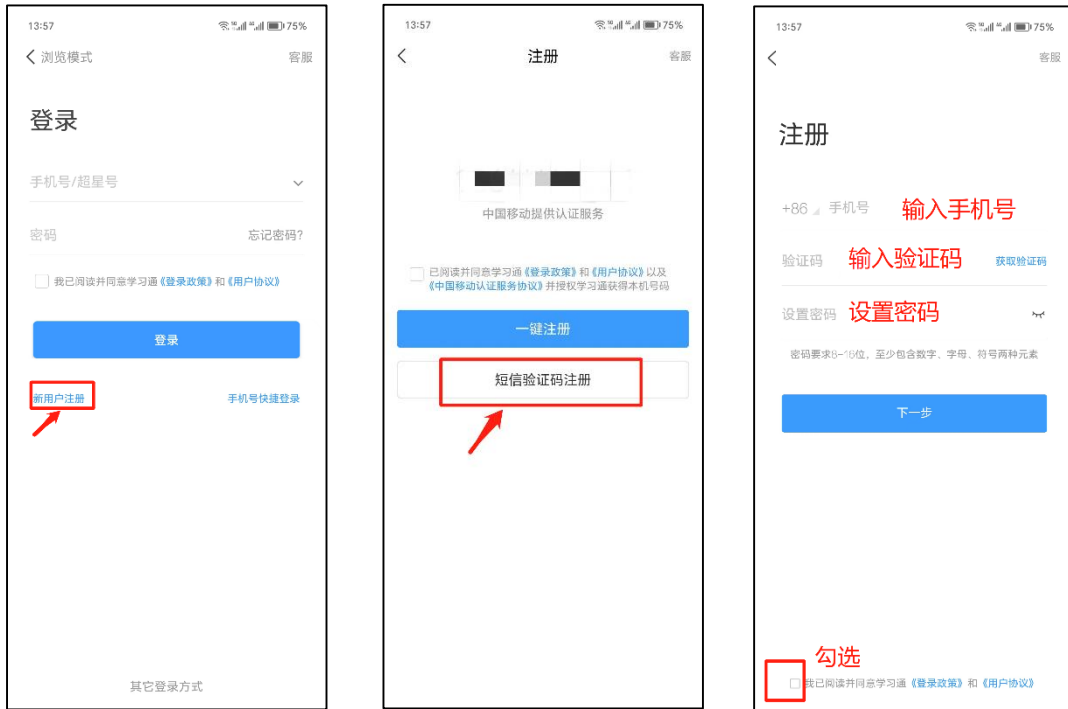 13:57
75%
浏览模式
客服
登录
手机号/超星号
密码
忘记密码?
我已阅读并同意学习通《登录政策》和《用户协议》
登录
新用户注册
手机号快捷登录
其它登录方式
13:57
75%
注册
客服
中国移动提供认证服务
已阅读并同意学习通《登录政策》和《用户协议》以及
《中国移动认证服务协议》并授权学习通获得本机号码
一键注册
短信验证码注册
13:57
75%
客服
注册
+86 手机号 输入手机号
验证码 输入验证码 获取验证码
设置密码 设置密码
密码要求8-16位，至少包含数字、字母、符号两种元素
下一步
勾选
我已阅读并同意学习通《登录政策》和《用户协议》